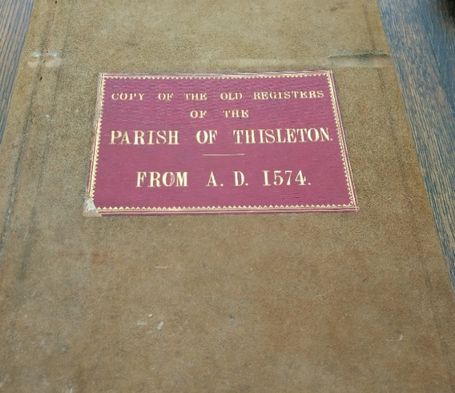 COPY OF THE OLD REGISTERS
OF THE
PARISH OF THISLETON.
FROM A. D. 1574.